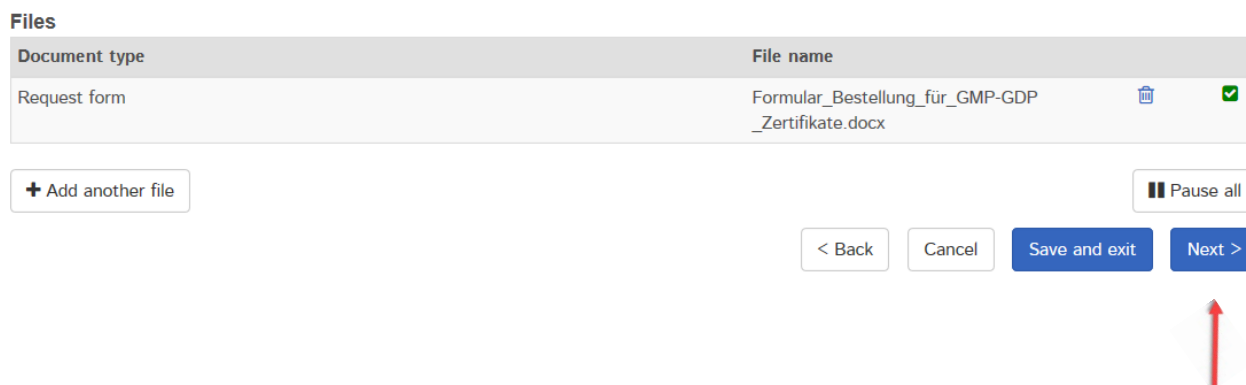 Files
Document type File name
Request form Formular_Bestellung_für_GMP-GDP
_Zertifikate.docx
Add another file Pause all
< Back Cancel Save and exit Next >